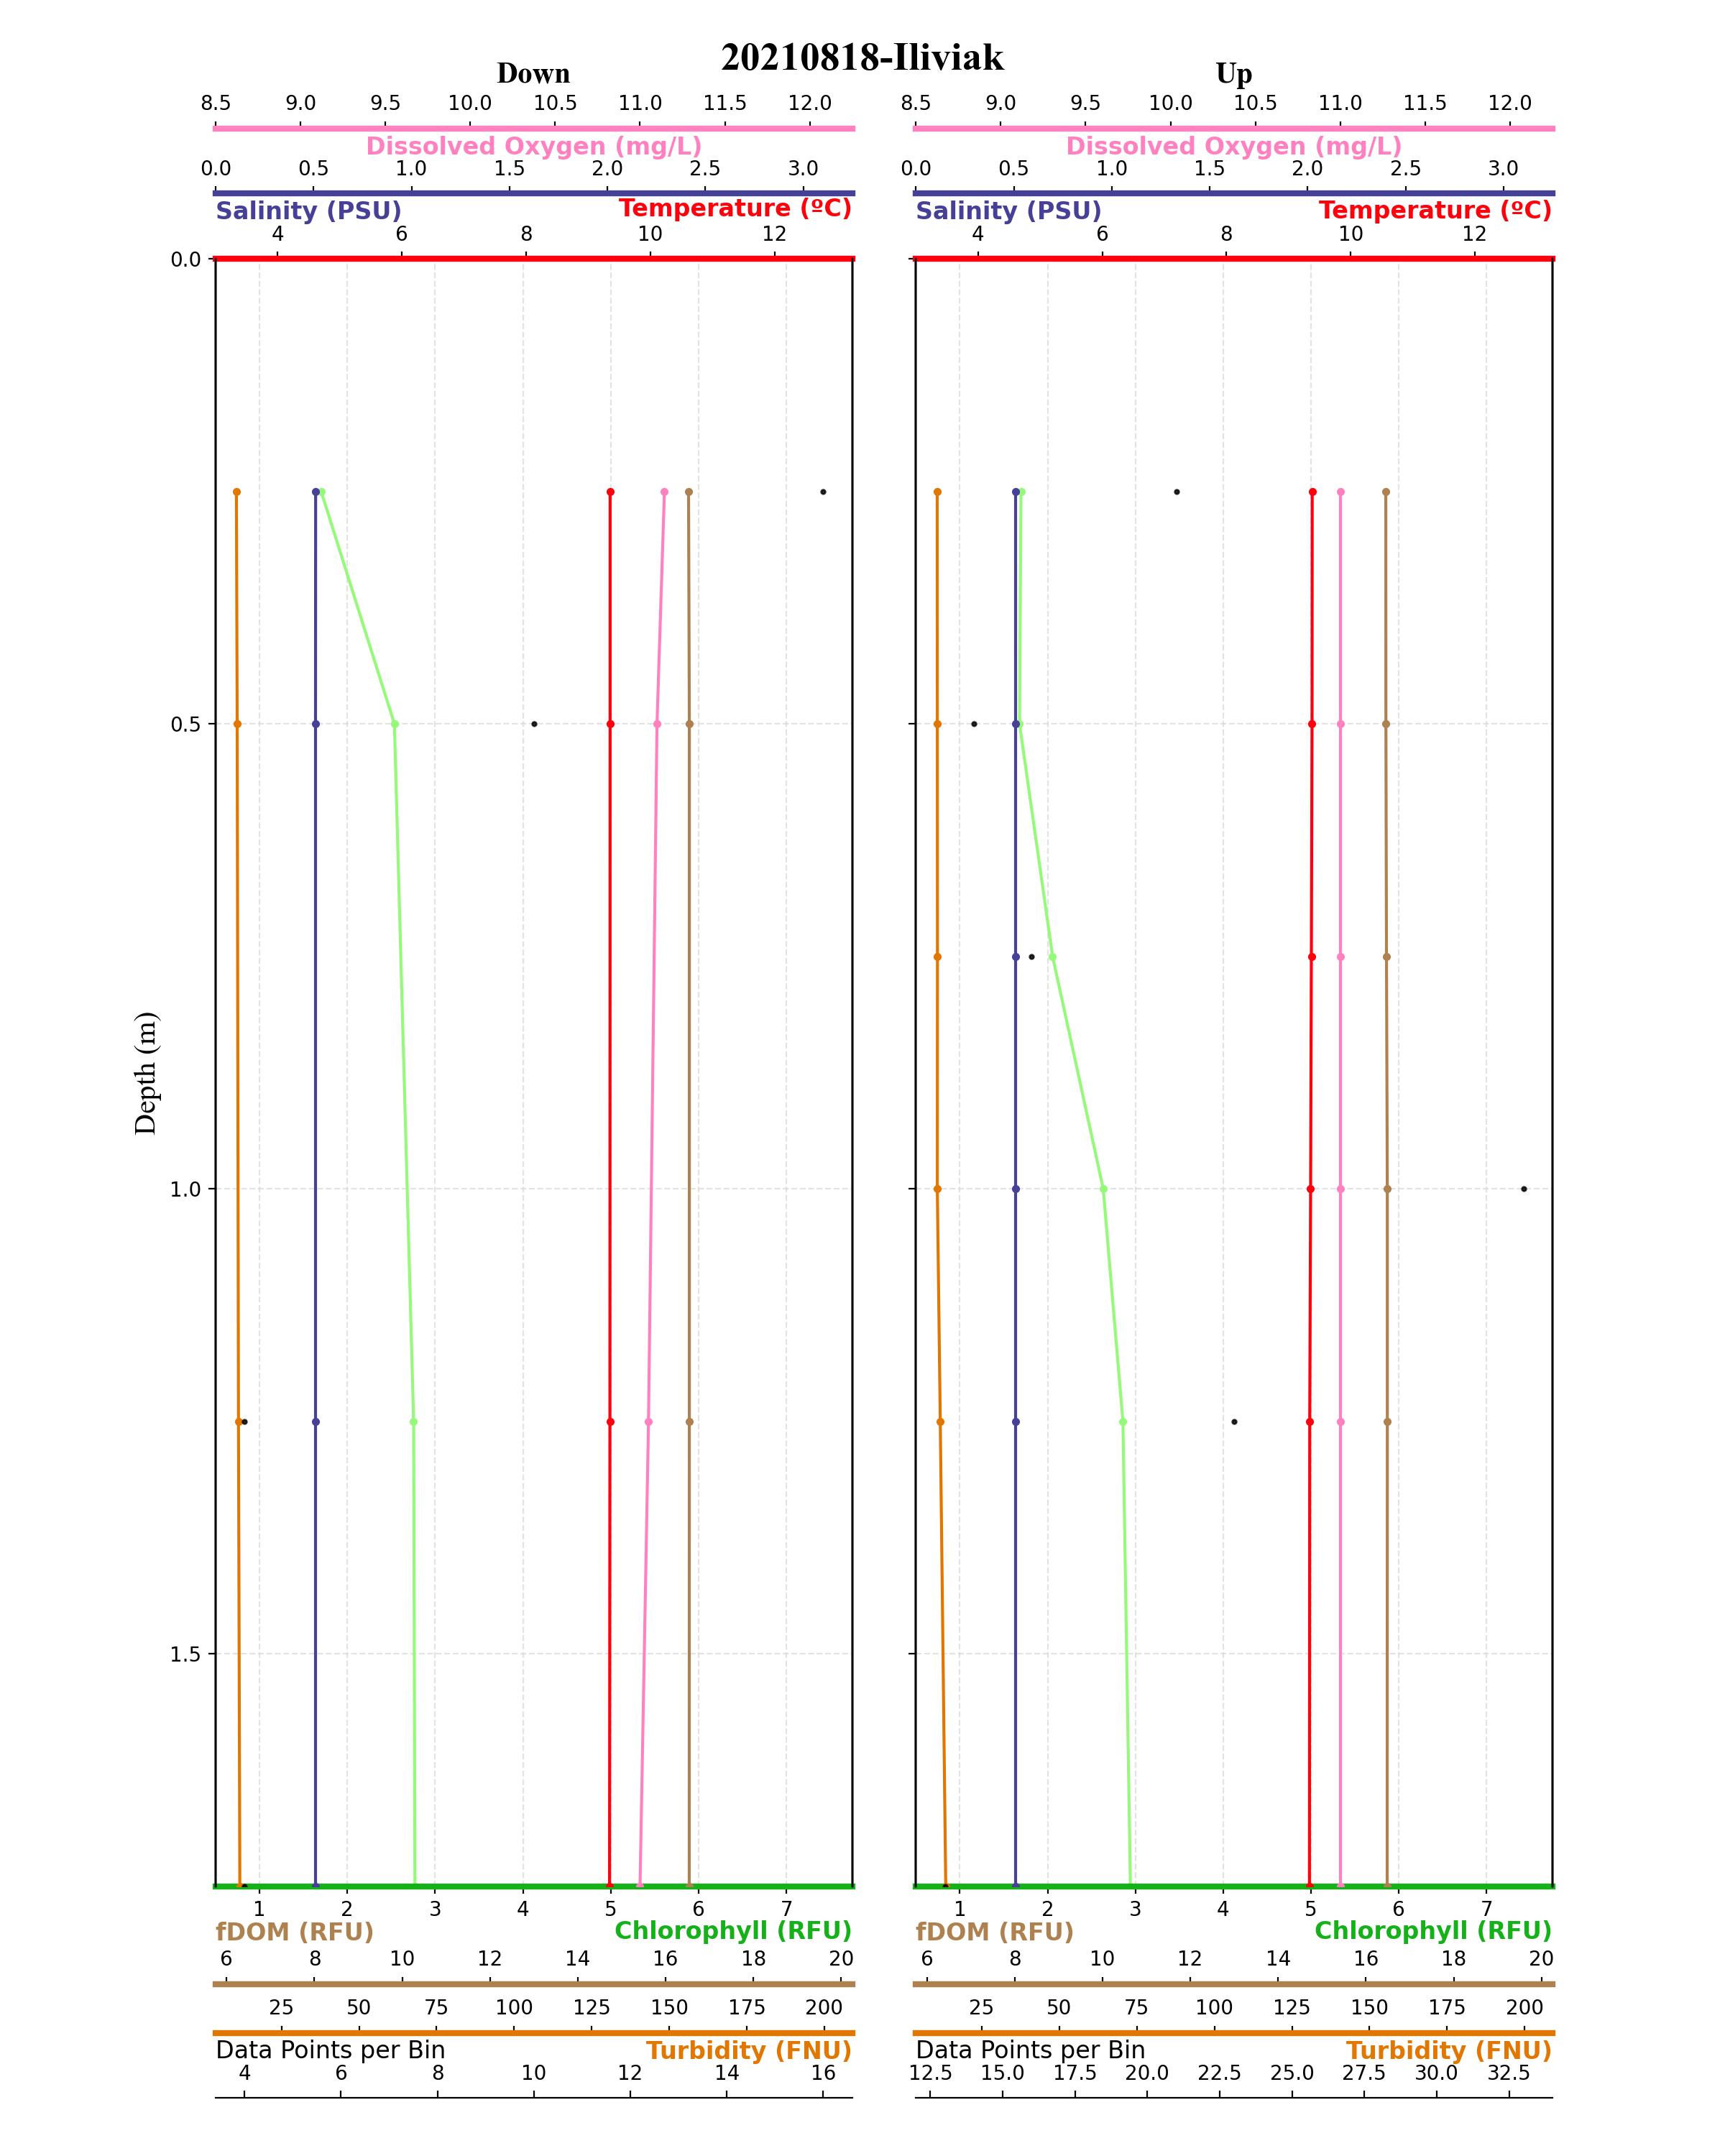 20210818-Iliviak
Down Up
8.5 9.0 9.5 10.0 10.5 11.0 11.5 12.0 8.5 9.0 9.5 10.0 10.5 11.0 11.5 12.0
Dissolved Oxygen (mg/L) Dissolved Oxygen (mg/L)
0.0 0.5 1.0 1.5 2.0 2.5 3.0 0.0 0.5 1.0 1.5 2.0 2.5 3.0
Salinity (PSU) Temperature (ºC) Salinity (PSU) Temperature (ºC)
4 6 8 10 12 4 6 8 10 12
0.0
0.5
Depth (m)
1.0
1.5
1 2 3 4 5 6 7 1 2 3 4 5 6 7
fDOM (RFU) Chlorophyll (RFU) fDOM (RFU) Chlorophyll (RFU)
6 8 10 12 14 16 18 20 6 8 10 12 14 16 18 20
25 50 75 100 125 150 175 200 25 50 75 100 125 150 175 200
Data Points per Bin Turbidity (FNU) Data Points per Bin Turbidity (FNU)
4 6 8 10 12 14 16 12.5 15.0 17.5 20.0 22.5 25.0 27.5 30.0 32.5